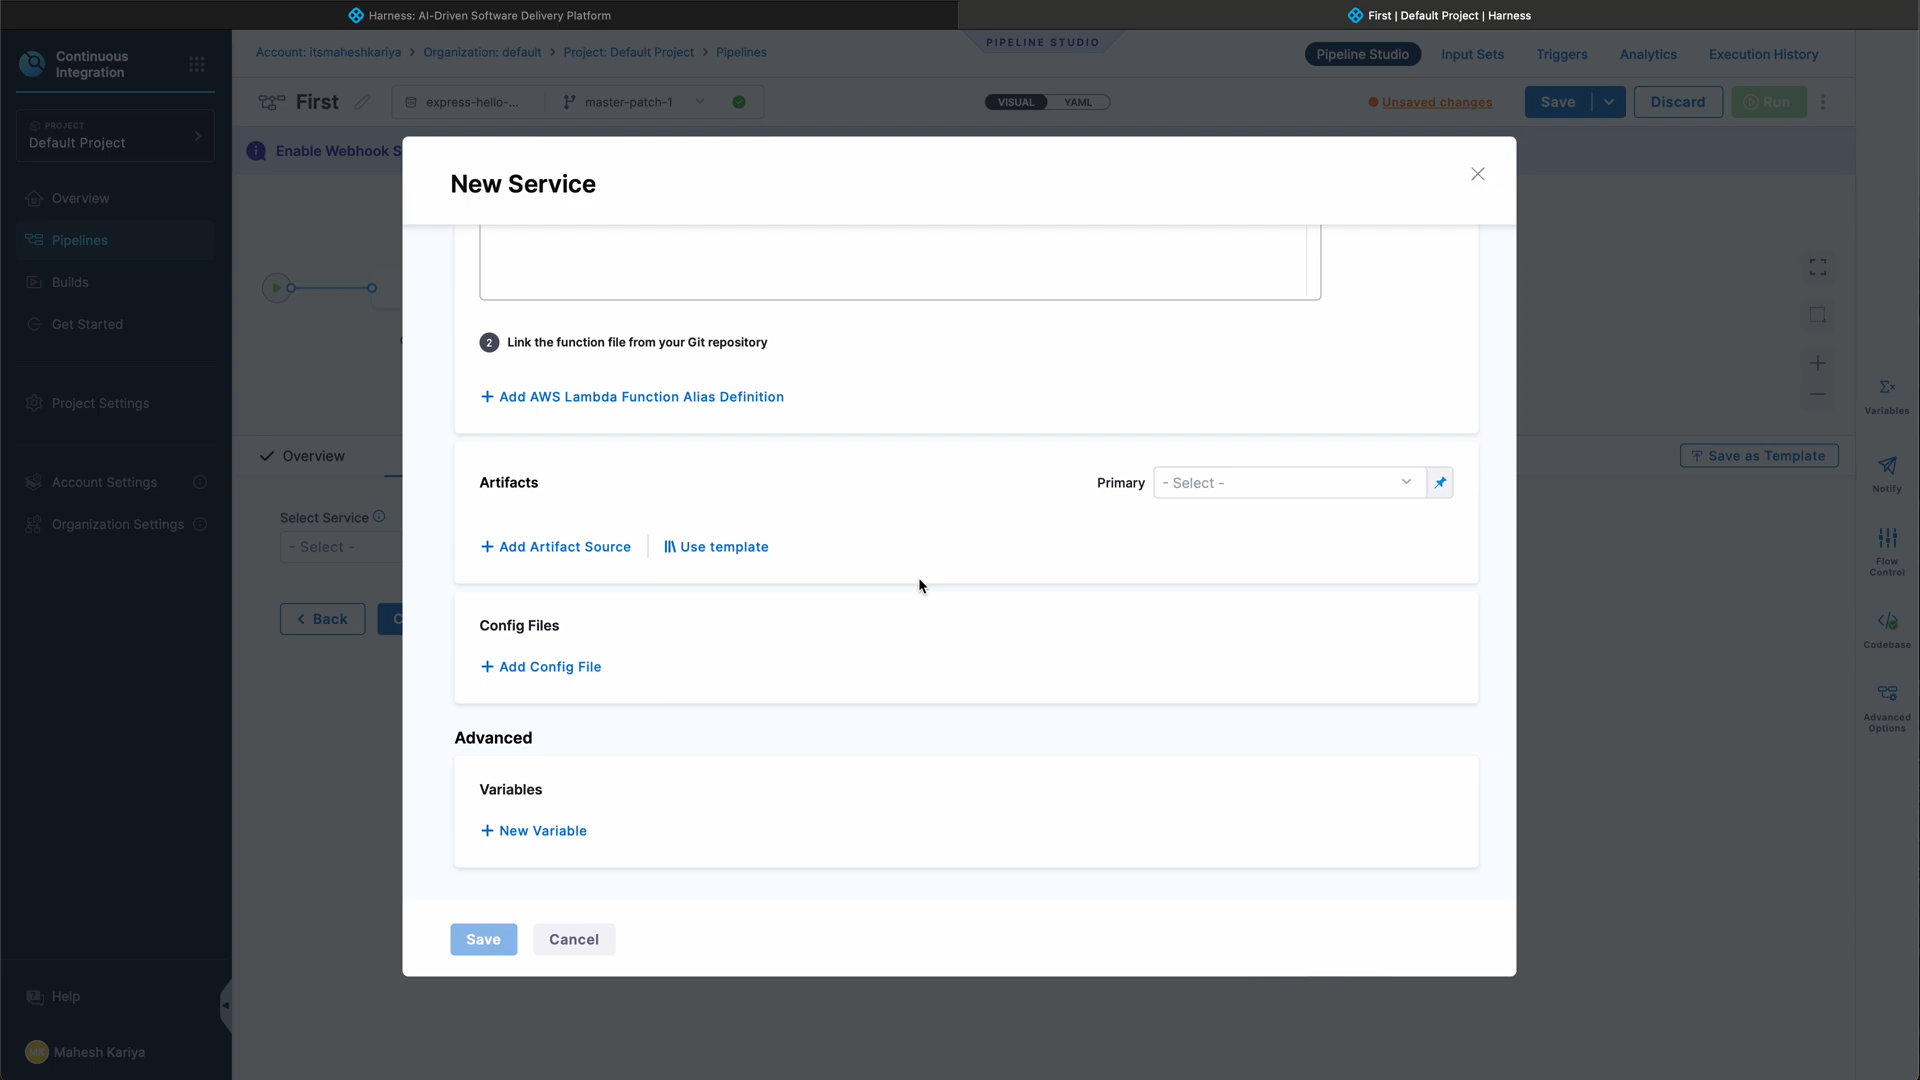 Harness: AI-Driven Software Delivery Platform
First | Default Project | Harness
Continuous Integration
Account: itsmaheshkariya > Organization: default > Project: Default Project > Pipelines
PIPELINE STUDIO
Pipeline Studio
Input Sets
Triggers
Analytics
Execution History
First
express-hello-...
master-patch-1
VISUAL
YAML
Unsaved changes
Save
Discard
Run
PROJECT
Default Project
Enable Webhook S
Overview
Pipelines
Builds
Get Started
Project Settings
Account Settings
Organization Settings
Help
MK
Mahesh Kariya
Overview
Save as Template
Select Service
- Select -
< Back
C
New Service
2 Link the function file from your Git repository
+ Add AWS Lambda Function Alias Definition
Artifacts
Primary
- Select -
+ Add Artifact Source
Use template
Config Files
+ Add Config File
Advanced
Variables
+ New Variable
Save
Cancel
Variables
Notify
Flow Control
Codebase
Advanced Options